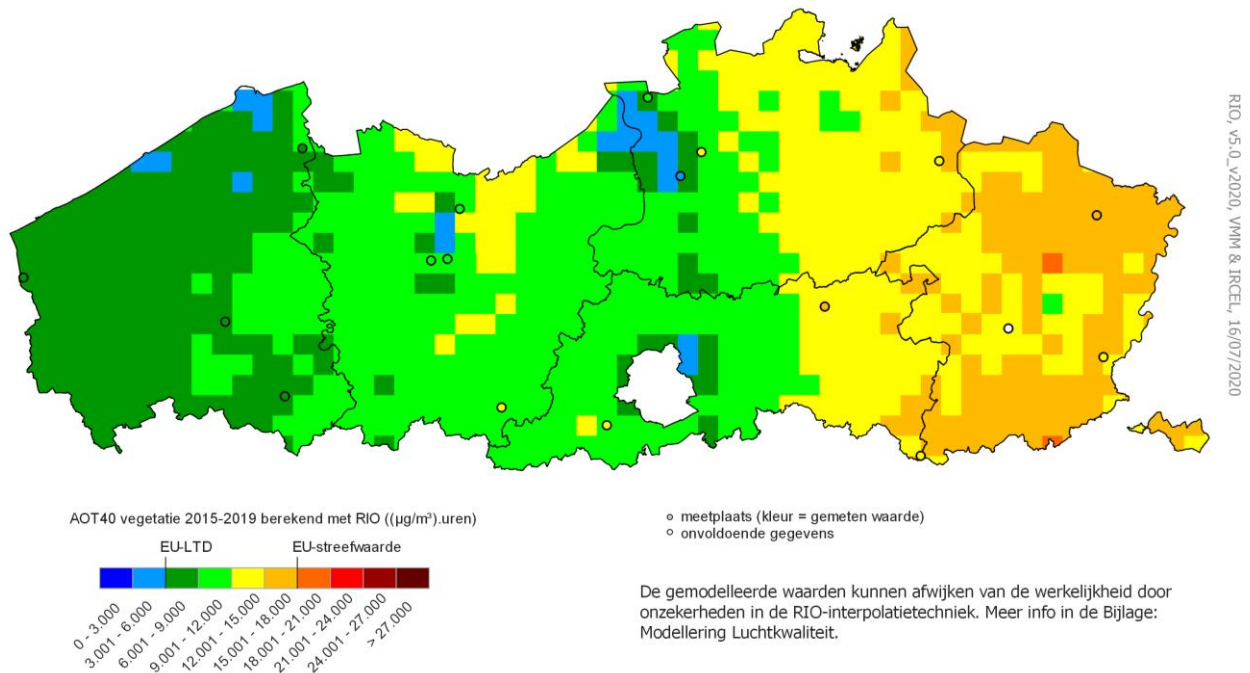 RIO, v5.0_v2020, VMM & IRCEL, 16/07/2020
AOT40 vegetatie 2015-2019 berekend met RIO ((µg/m³).uren)
EU-LTD EU-streefwaarde
0 - 3.000
3.001 - 6.000
6.001 - 9.000
9.001 - 12.000
12.001 - 15.000
15.001 - 18.000
18.001 - 21.000
21.001 - 24.000
24.001 - 27.000
> 27.000
meetplaats (kleur = gemeten waarde)
onvoldoende gegevens
De gemodelleerde waarden kunnen afwijken van de werkelijkheid door
onzekerheden in de RIO-interpolatietechniek. Meer info in de Bijlage:
Modellering Luchtkwaliteit.